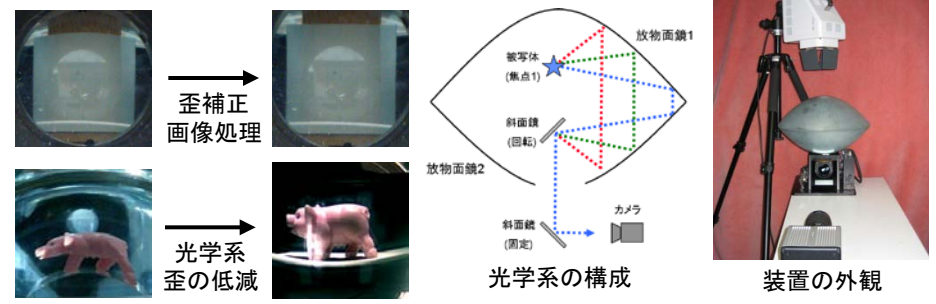 歪補正
画像処理
光学系
歪の低減
被写体
(焦点1)
放物面鏡1
斜面鏡
(回転)
放物面鏡2
斜面鏡
(固定)
カメラ
光学系の構成
装置の外観